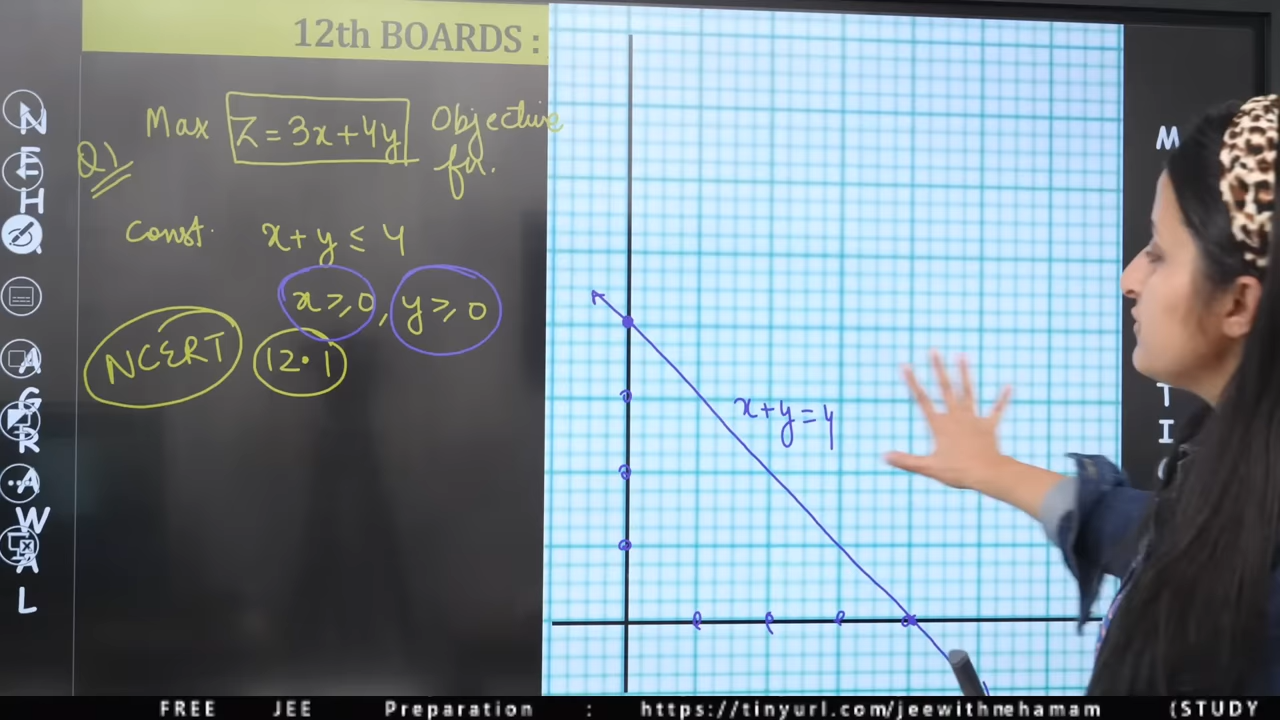 12th BOARDS :
Max Z = 3x+4y Objective
fn.
Q1
Const. x+y ≤ 4
x ≥ 0, y ≥ 0
NCERT 12.1
x+y=4
NEHA AGRAWAL
FREE JEE Preparation : https://tinyurl.com/jeewithnehamam (STUDY